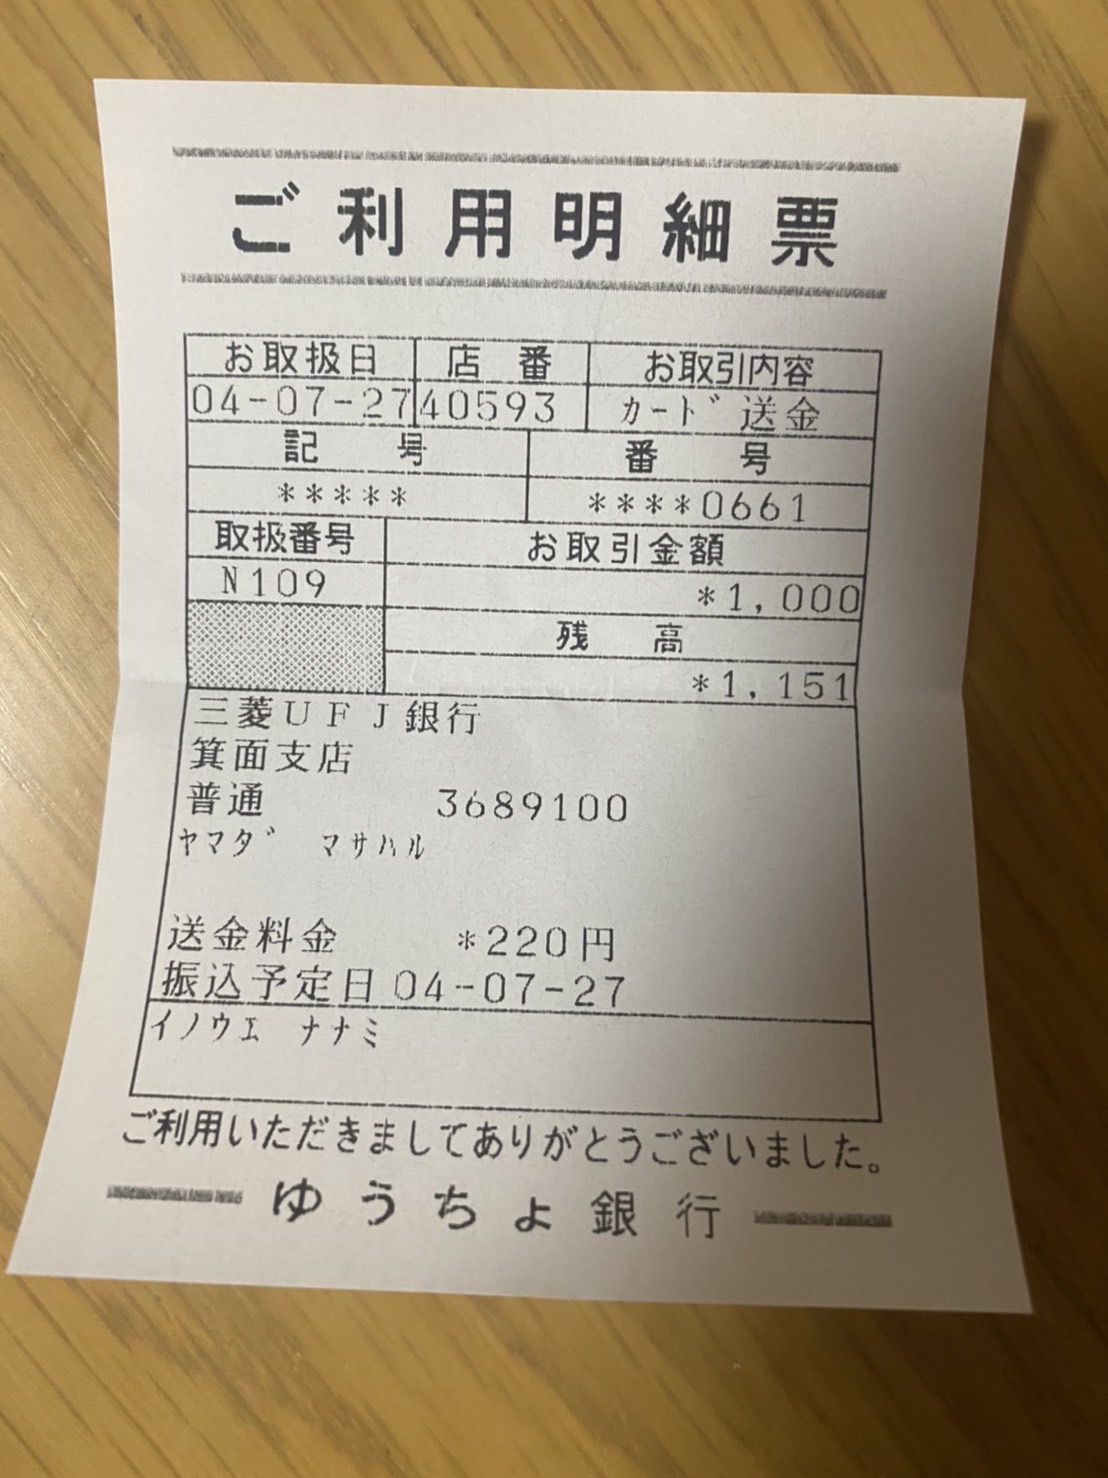 ご利用明細票
お取扱日 店番 お取引内容
04-07-27 40593 カード送金
記号 番号
***** ****0661
取扱番号 お取引金額
N109 *1,000
残高
*1,151
三菱UFJ銀行
箕面支店
普通 3689100
ヤマダ マサハル
送金料金 *220円
振込予定日 04-07-27
イノウエ ナナミ
ご利用いただきましてありがとうございました。
ゆうちょ銀行